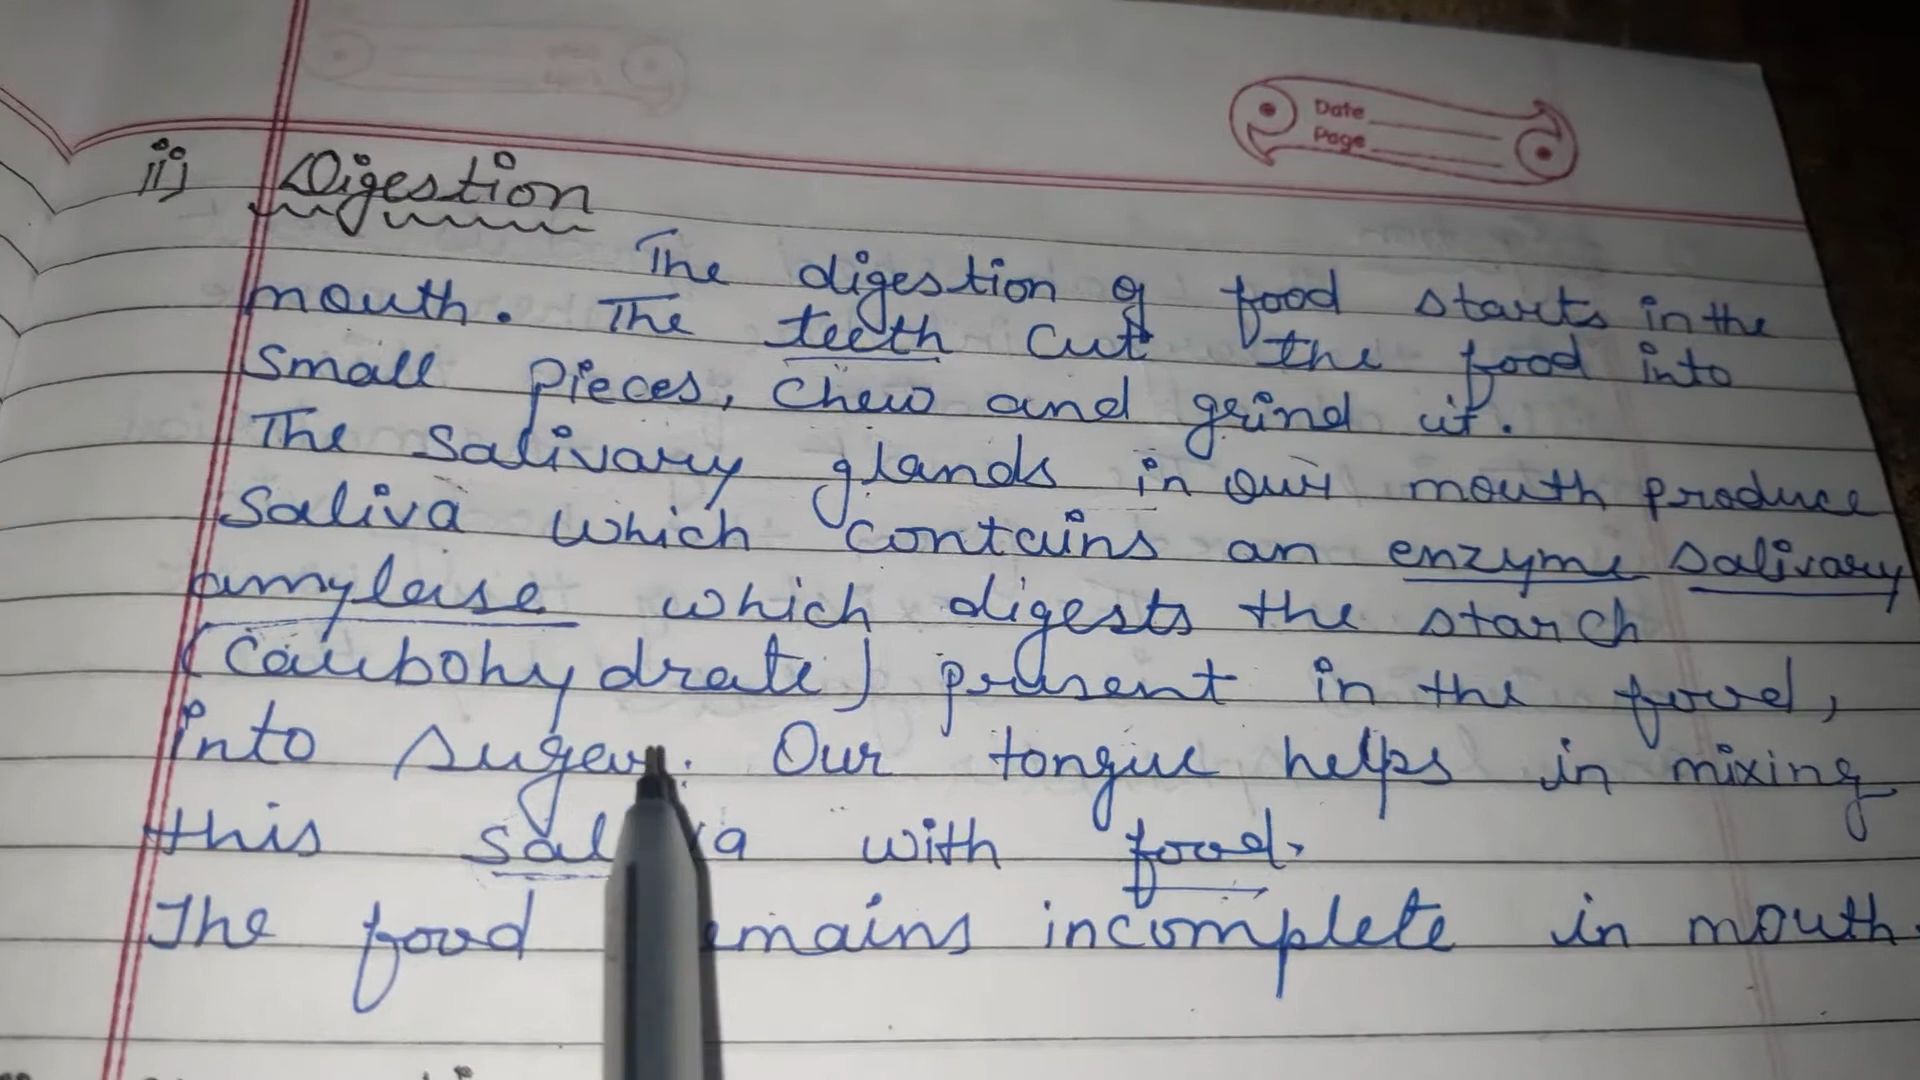 Date
Page
ii) Digestion
The digestion of food starts in the
mouth. The teeth cut the food into
small pieces, chew and grind it.
The salivary glands in our mouth produce
saliva which contains an enzyme salivary
amylase which digests the starch
(carbohydrate) present in the food,
into sugar. Our tongue helps in mixing
this with food.
The food incomplete in mouth.